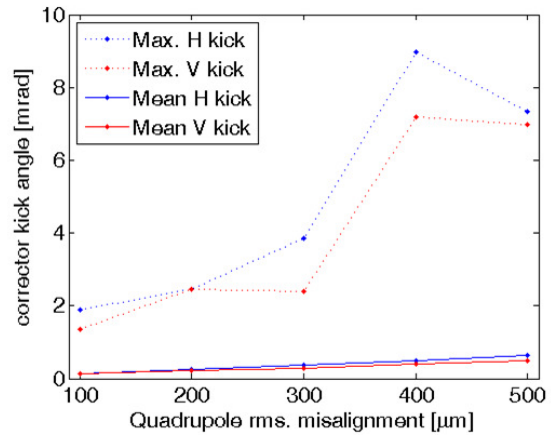 10
8
6
4
2
0
corrector kick angle [mrad]
Max. H kick
Max. V kick
Mean H kick
Mean V kick
100 200 300 400 500
Quadrupole rms. misalignment [μm]